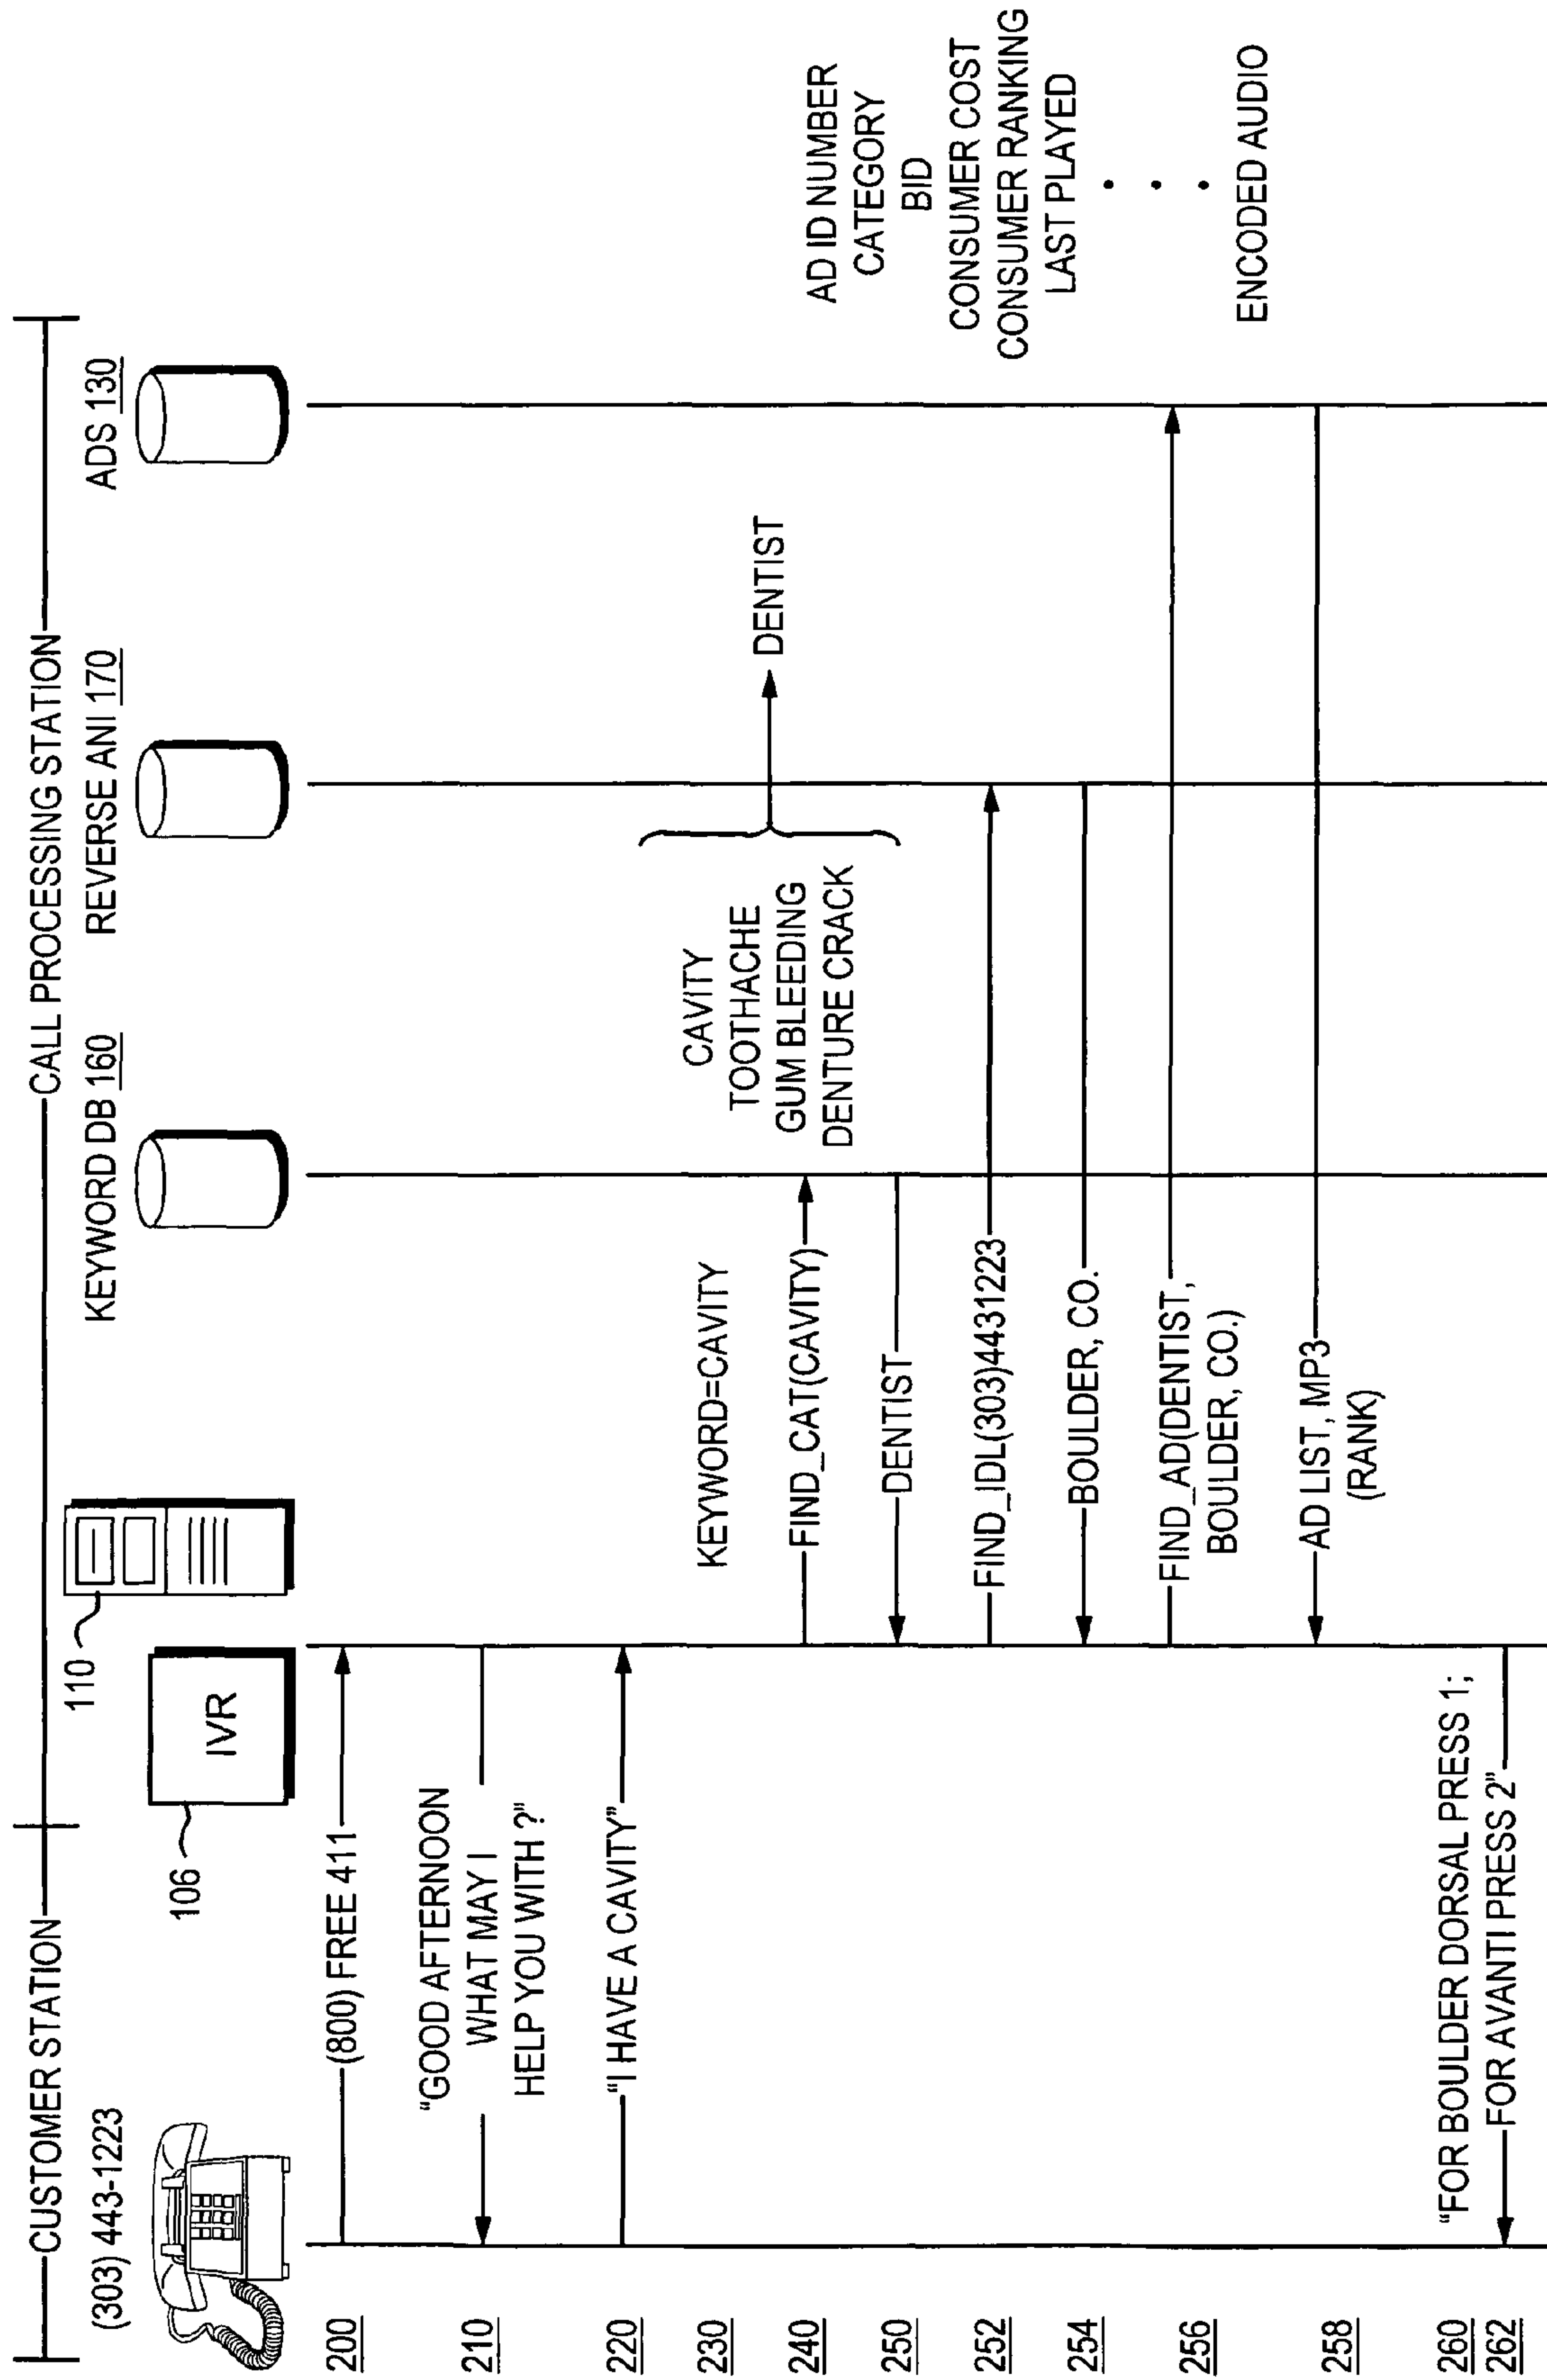 CUSTOMER STATION
CALL PROCESSING STATION
(303) 443-1223
106
IVR
110
KEYWORD DB 160
REVERSE ANI 170
ADS 130
200
(800) FREE 411
210
"GOOD AFTERNOON
WHAT MAY I
HELP YOU WITH ?"
220
"I HAVE A CAVITY"
230
KEYWORD=CAVITY
240
FIND_CAT(CAVITY)
250
DENTIST
CAVITY
TOOTHACHE
GUM BLEEDING
DENTURE CRACK
DENTIST
252
FIND_IDL(303)4431223
254
BOULDER, CO.
256
FIND_AD(DENTIST,
BOULDER, CO.)
258
AD LIST, MP3
(RANK)
AD ID NUMBER
CATEGORY
BID
CONSUMER COST
CONSUMER RANKING
LAST PLAYED
ENCODED AUDIO
260
"FOR BOULDER DORSAL PRESS 1;
262
FOR AVANTI PRESS 2"